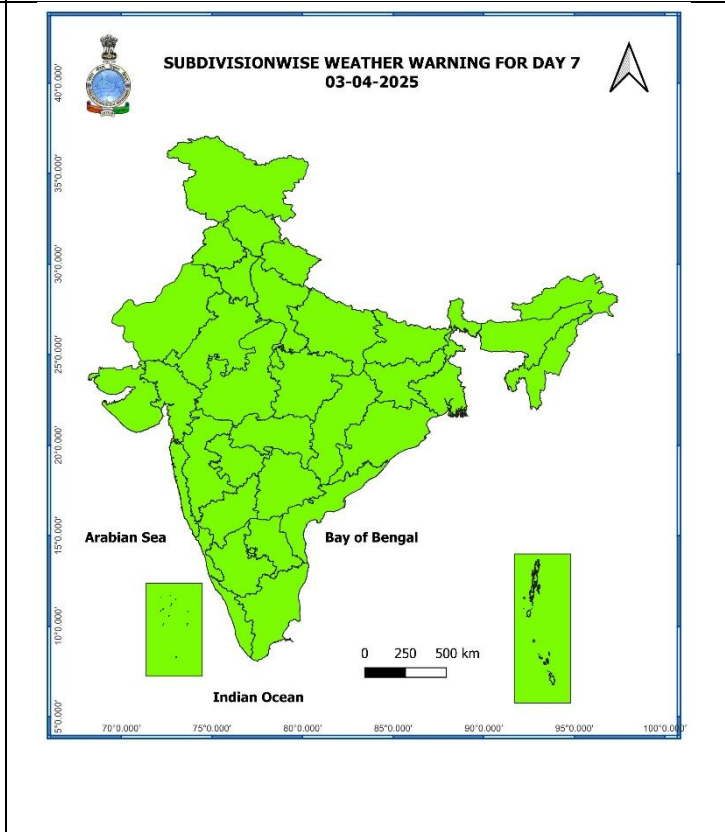 SUBDIVISIONWISE WEATHER WARNING FOR DAY 7
03-04-2025
40°0.000'
35°0.000'
30°0.000'
25°0.000'
20°0.000'
15°0.000'
10°0.000'
5°0.000'
Arabian Sea
Bay of Bengal
0 250 500 km
Indian Ocean
70°0.000' 75°0.000' 80°0.000' 85°0.000' 90°0.000' 95°0.000' 100°0.000'